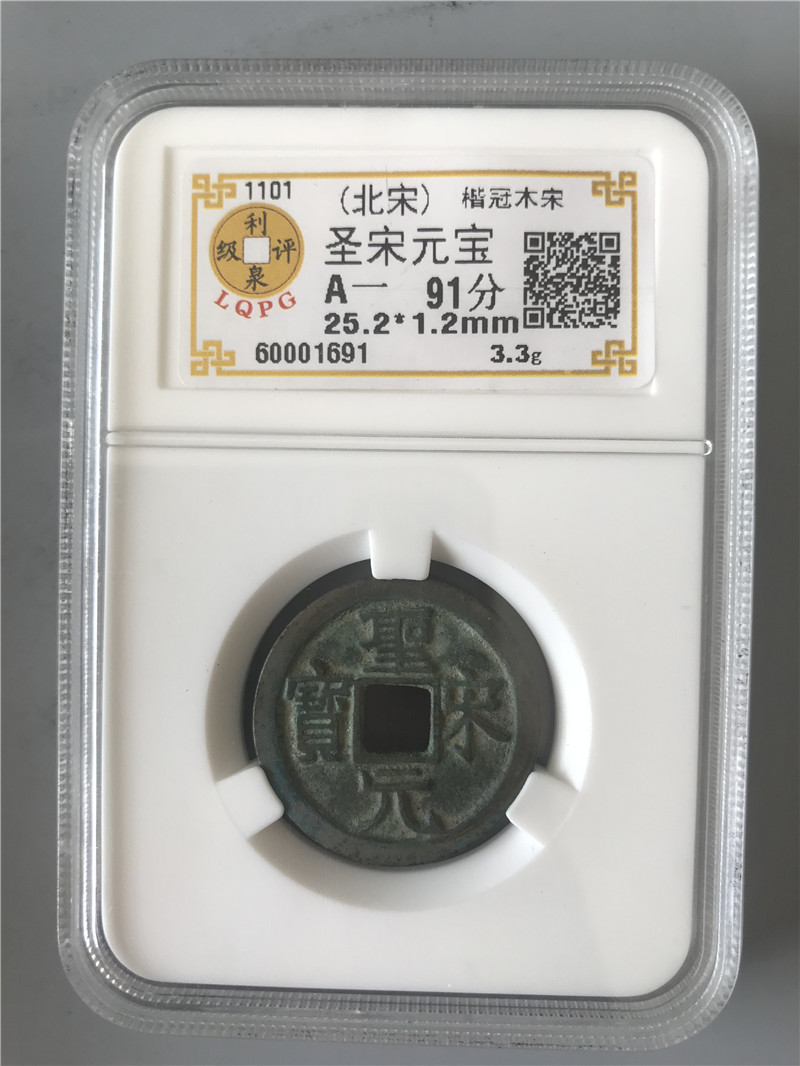 1101
(北宋) 楷冠木宋
利泉评级
LQPG
圣宋元宝
A一 91分
25.2*1.2mm
60001691
3.3g
聖宋元寶